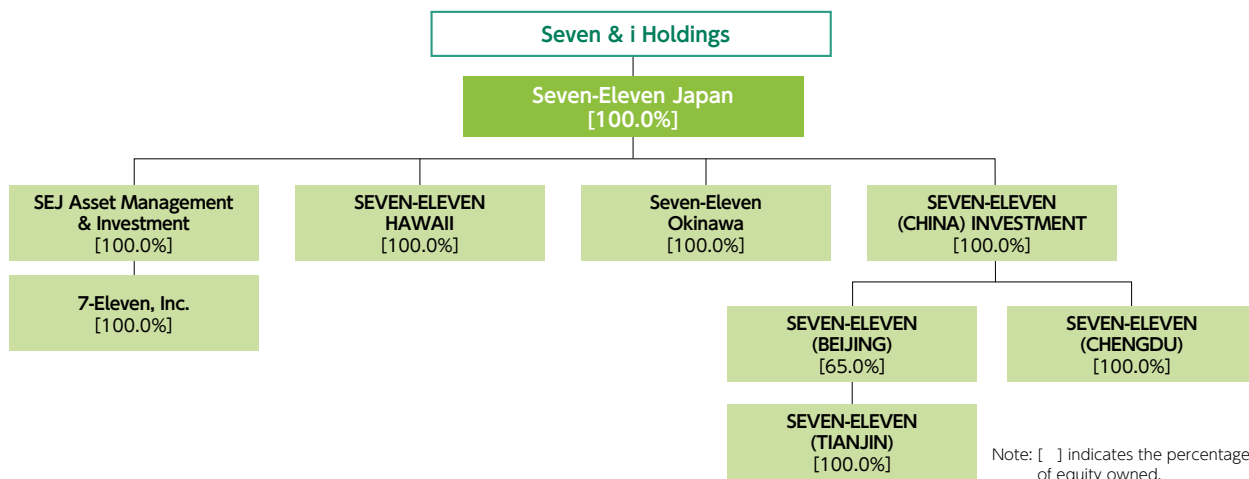 Seven & i Holdings
Seven-Eleven Japan
[100.0%]
SEJ Asset Management
& Investment
[100.0%]
SEVEN-ELEVEN
HAWAII
[100.0%]
Seven-Eleven
Okinawa
[100.0%]
SEVEN-ELEVEN
(CHINA) INVESTMENT
[100.0%]
7-Eleven, Inc.
[100.0%]
SEVEN-ELEVEN
(BEIJING)
[65.0%]
SEVEN-ELEVEN
(CHENGDU)
[100.0%]
SEVEN-ELEVEN
(TIANJIN)
[100.0%]
Note: [ ] indicates the percentage
of equity owned.